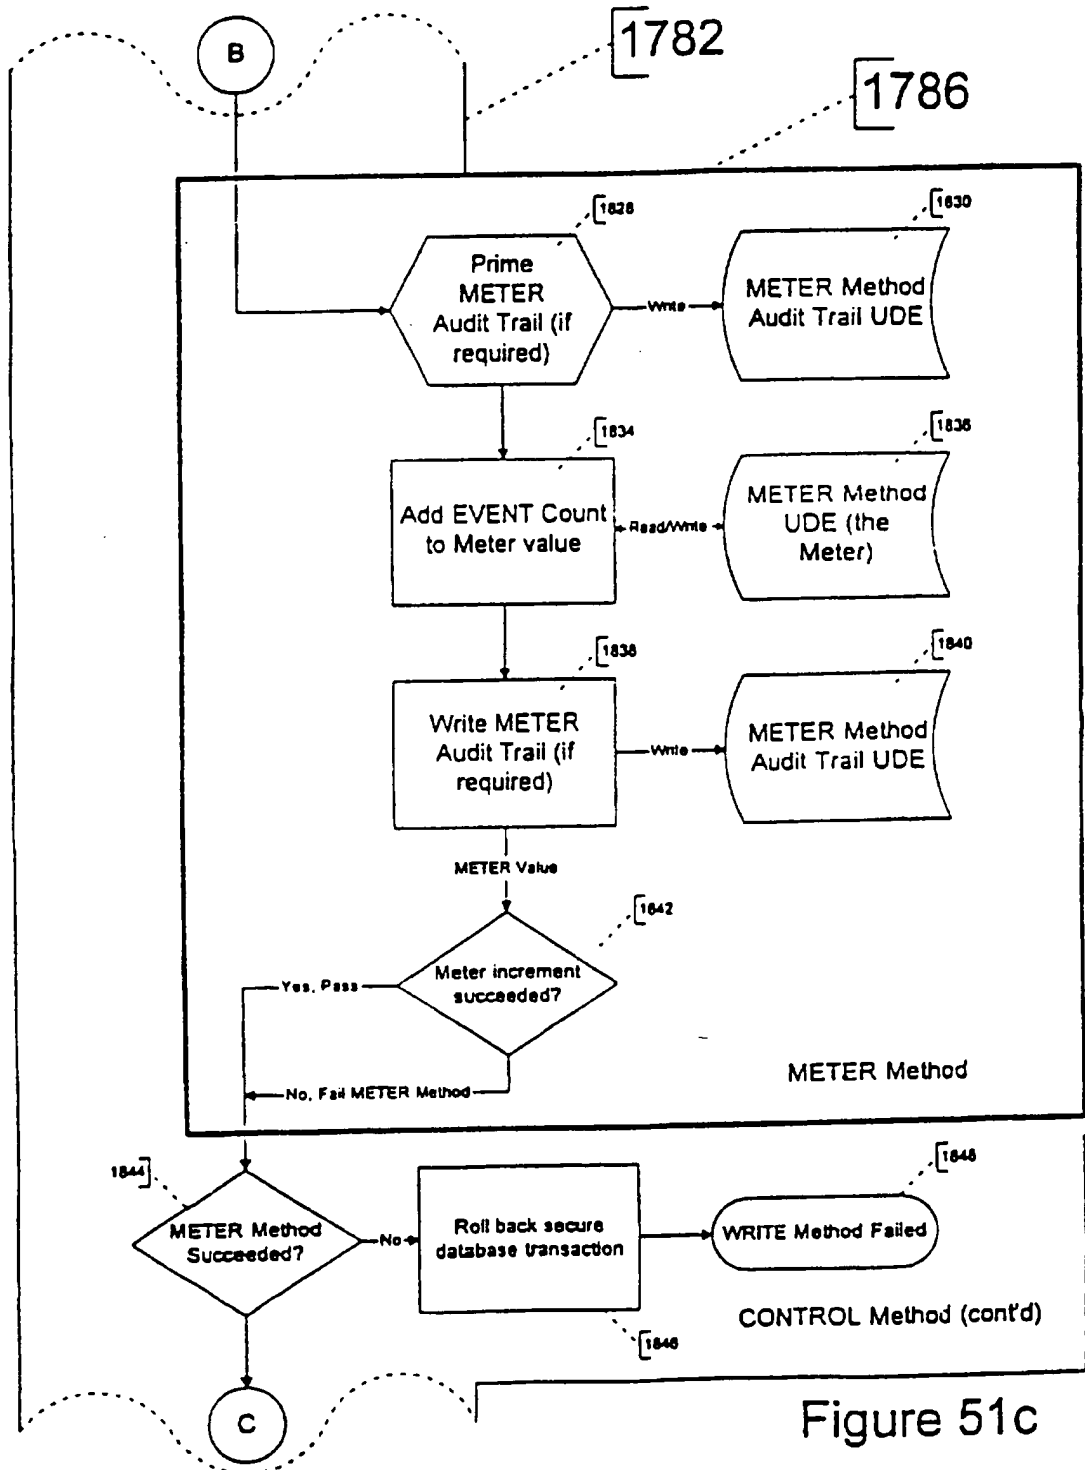 B
1782
1786
1828
Prime
METER
Audit Trail (if
required)
Write
1830
METER Method
Audit Trail UDE
1834
Add EVENT Count
to Meter value
Read/Write
1836
METER Method
UDE (the
Meter)
1838
Write METER
Audit Trail (if
required)
Write
1840
METER Method
Audit Trail UDE
METER Value
1842
Meter increment
succeeded?
Yes, Pass
No, Fail METER Method
METER Method
1844
METER Method
Succeeded?
No
Roll back secure
database transaction
1846
1848
WRITE Method Failed
CONTROL Method (cont'd)
C
Figure 51c